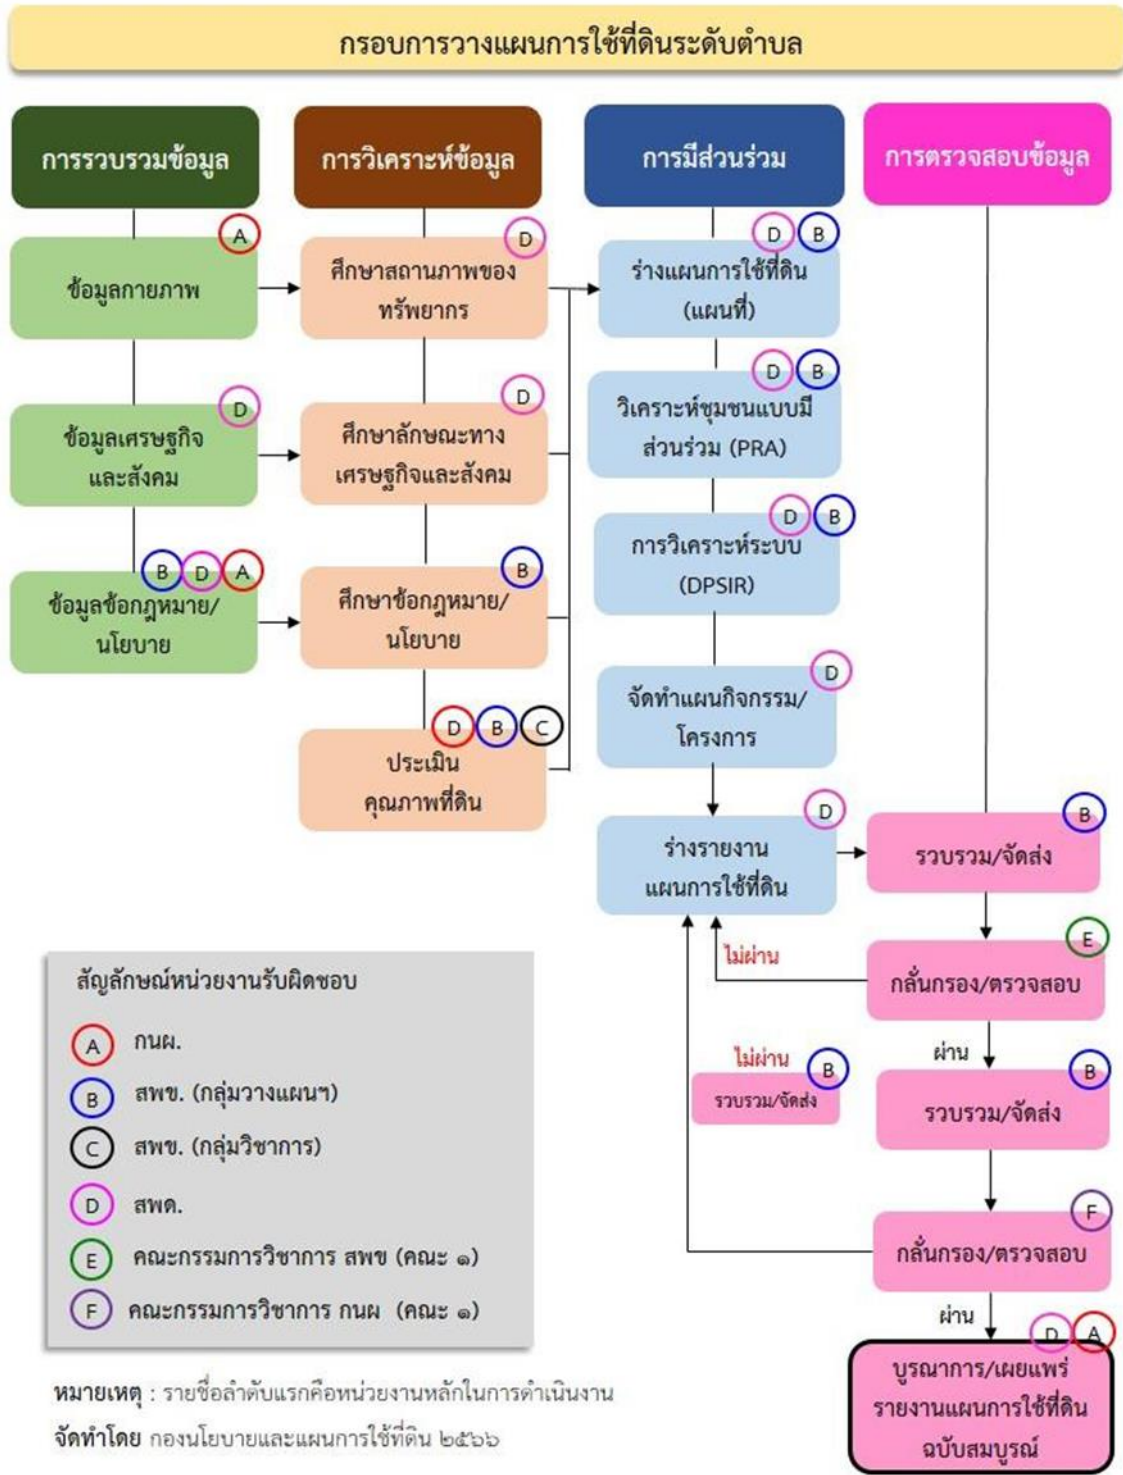 กรอบการวางแผนการใช้ที่ดินระดับตำบล
การรวบรวมข้อมูล
A
ข้อมูลกายภาพ
D
ข้อมูลเศรษฐกิจ
และสังคม
B D A
ข้อมูลข้อกฎหมาย/
นโยบาย
การวิเคราะห์ข้อมูล
D
ศึกษาสถานภาพของ
ทรัพยากร
D
ศึกษาลักษณะทาง
เศรษฐกิจและสังคม
B
ศึกษาข้อกฎหมาย/
นโยบาย
D B C
ประเมิน
คุณภาพที่ดิน
การมีส่วนร่วม
D B
ร่างแผนการใช้ที่ดิน
(แผนที่)
D B
วิเคราะห์ชุมชนแบบมี
ส่วนร่วม (PRA)
D B
การวิเคราะห์ระบบ
(DPSIR)
D
จัดทำแผนกิจกรรม/
โครงการ
D
ร่างรายงาน
แผนการใช้ที่ดิน
การตรวจสอบข้อมูล
B
รวบรวม/จัดส่ง
E
กลั่นกรอง/ตรวจสอบ
ไม่ผ่าน
ผ่าน
B
รวบรวม/จัดส่ง
ไม่ผ่าน
B
รวบรวม/จัดส่ง
F
กลั่นกรอง/ตรวจสอบ
ผ่าน
D A
บูรณาการ/เผยแพร่
รายงานแผนการใช้ที่ดิน
ฉบับสมบูรณ์
สัญลักษณ์หน่วยงานรับผิดชอบ
A กนผ.
B สพข. (กลุ่มวางแผนฯ)
C สพข. (กลุ่มวิชาการ)
D สพด.
E คณะกรรมการวิชาการ สพข (คณะ ๑)
F คณะกรรมการวิชาการ กนผ (คณะ ๑)
หมายเหตุ : รายชื่อลำดับแรกคือหน่วยงานหลักในการดำเนินงาน
จัดทำโดย กองนโยบายและแผนการใช้ที่ดิน ๒๕๖๖